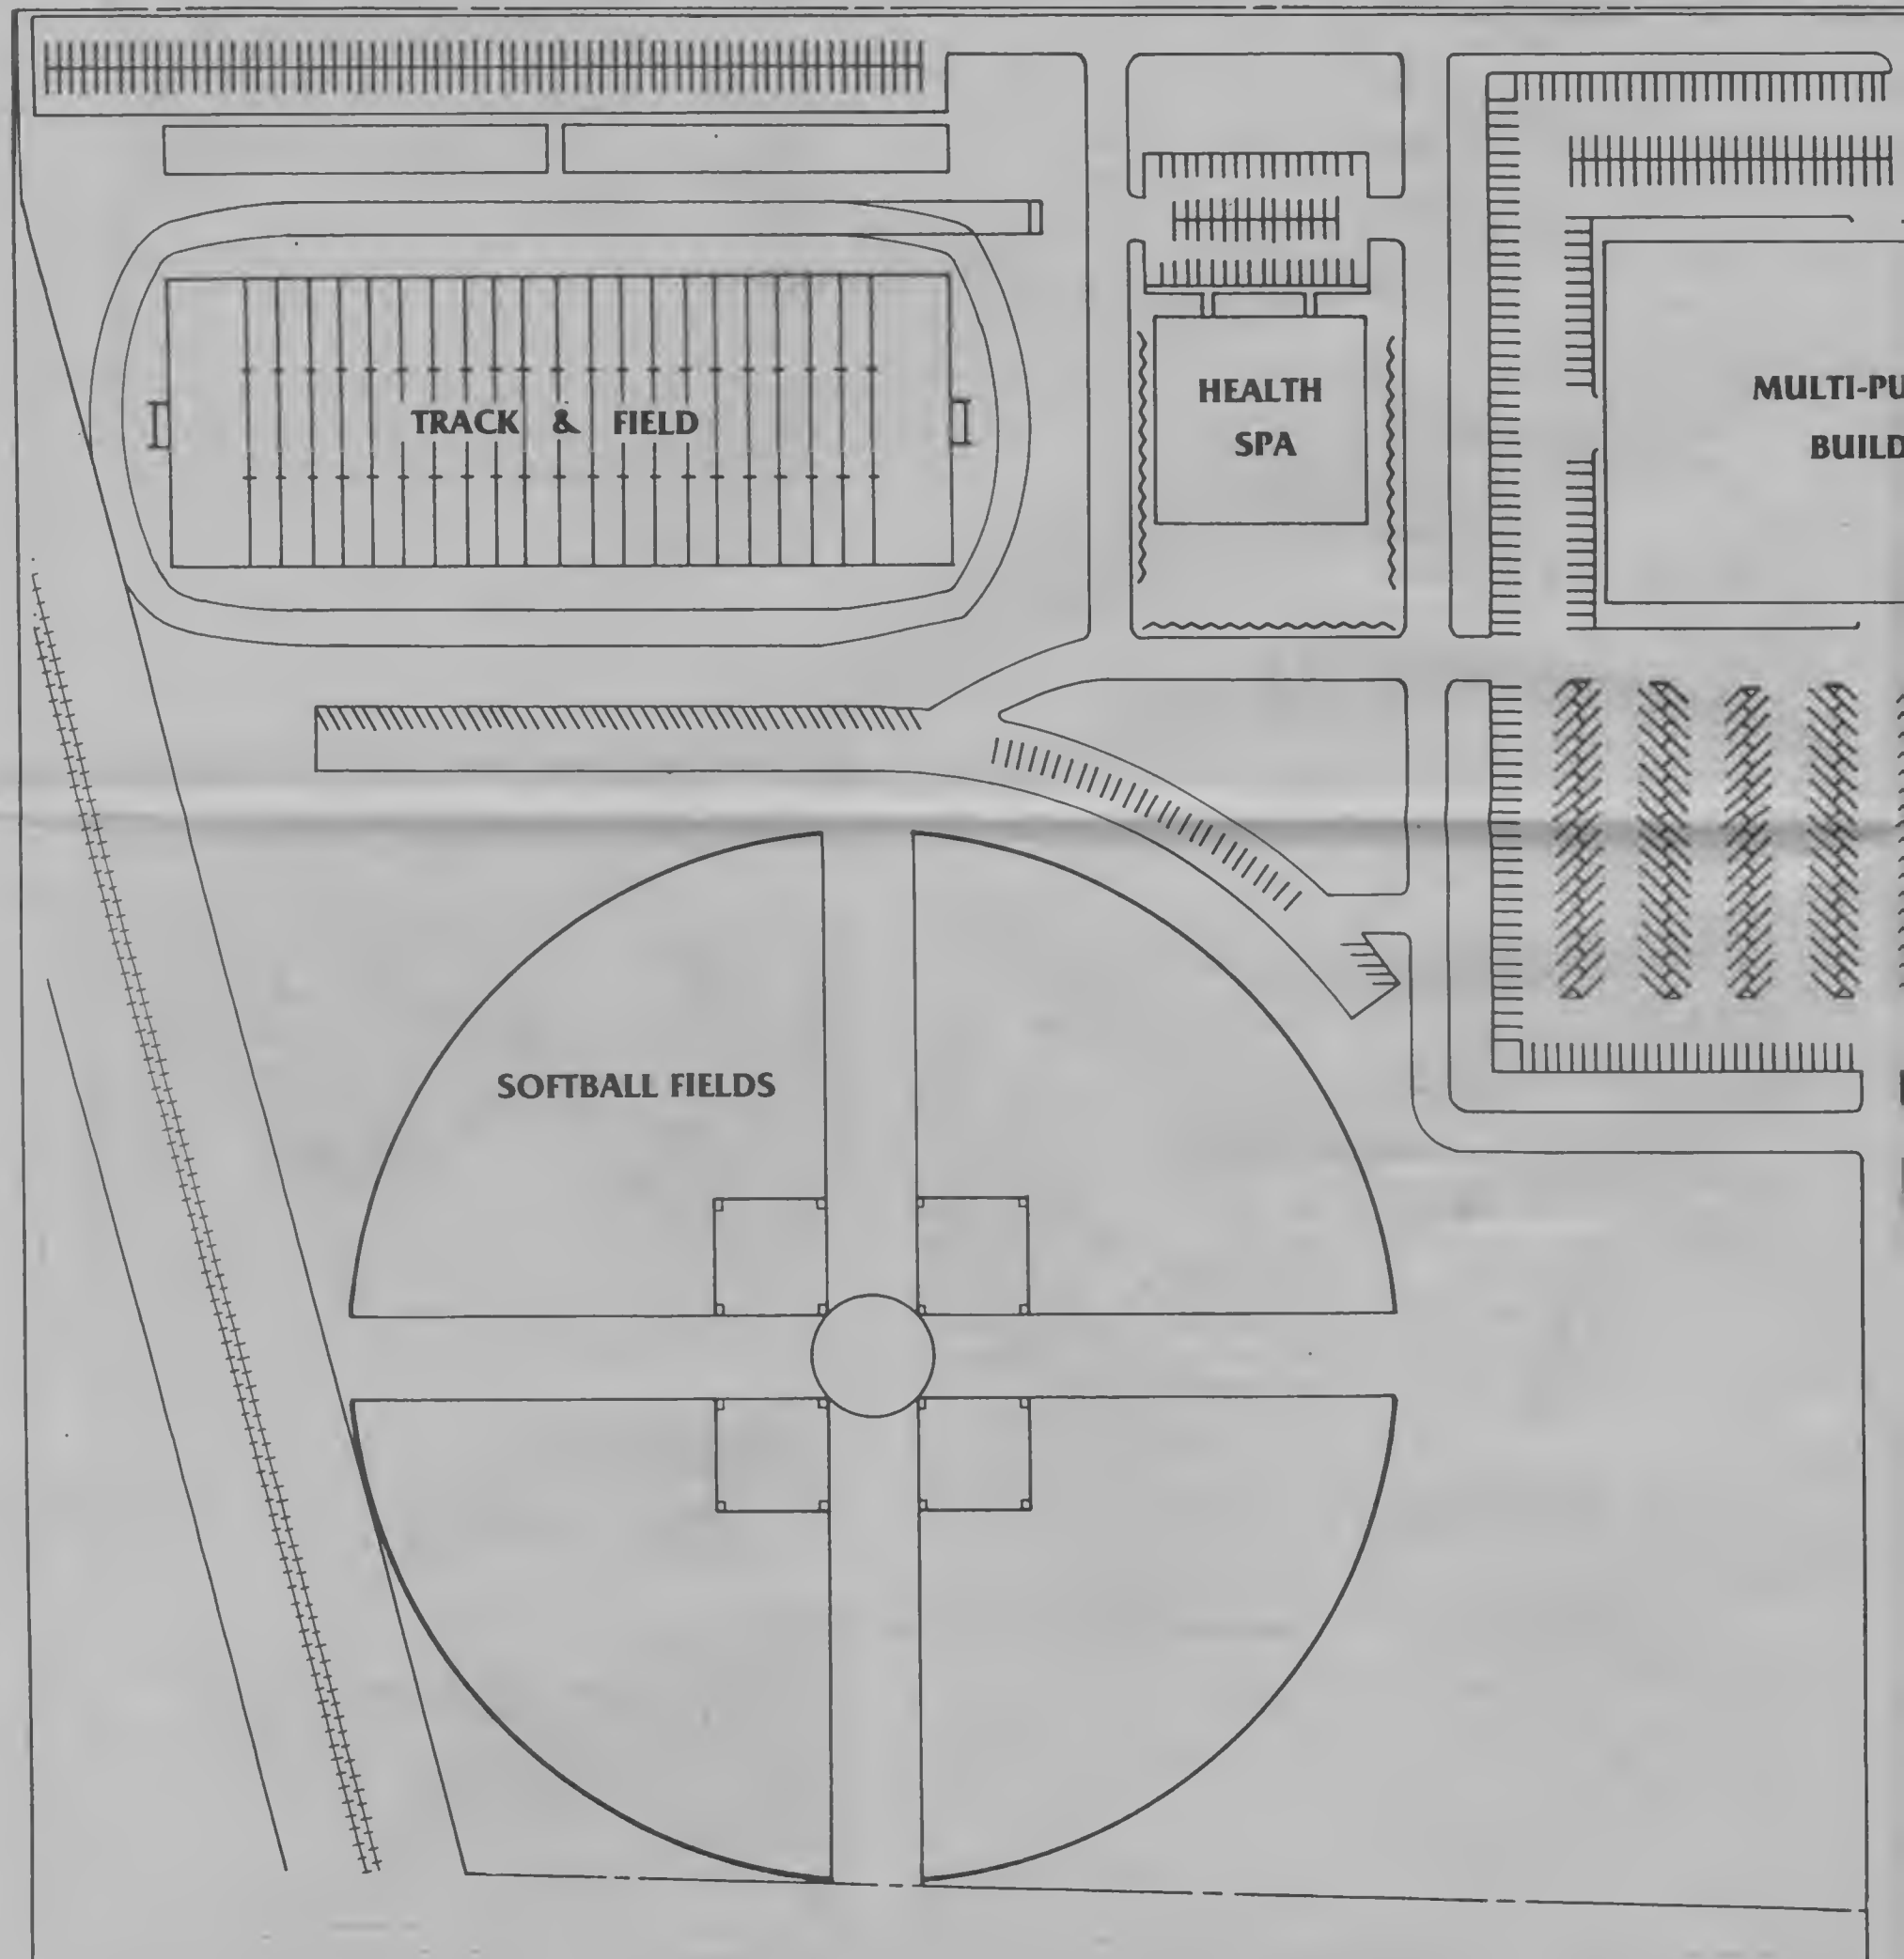 TRACK & FIELD
HEALTH
SPA
MULTI-PU
BUILD
SOFTBALL FIELDS